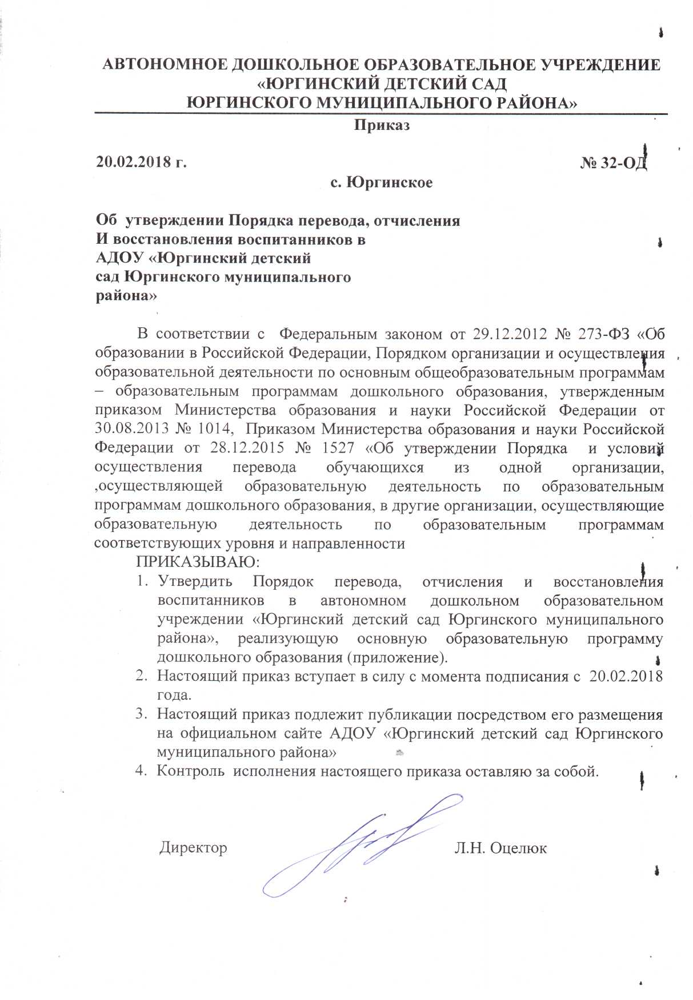 АВТОНОМНОЕ ДОШКОЛЬНОЕ ОБРАЗОВАТЕЛЬНОЕ УЧРЕЖДЕНИЕ
«ЮРГИНСКИЙ ДЕТСКИЙ САД
ЮРГИНСКОГО МУНИЦИПАЛЬНОГО РАЙОНА»
Приказ
20.02.2018 г. № 32-ОД
с. Юргинское
Об утверждении Порядка перевода, отчисления
И восстановления воспитанников в
АДОУ «Юргинский детский
сад Юргинского муниципального
района»
В соответствии с Федеральным законом от 29.12.2012 № 273-ФЗ «Об
образовании в Российской Федерации, Порядком организации и осуществления
образовательной деятельности по основным общеобразовательным программам
– образовательным программам дошкольного образования, утвержденным
приказом Министерства образования и науки Российской Федерации от
30.08.2013 № 1014, Приказом Министерства образования и науки Российской
Федерации от 28.12.2015 № 1527 «Об утверждении Порядка и условий
осуществления перевода обучающихся из одной организации,
,осуществляющей образовательную деятельность по образовательным
программам дошкольного образования, в другие организации, осуществляющие
образовательную деятельность по образовательным программам
соответствующих уровня и направленности
ПРИКАЗЫВАЮ:
1. Утвердить Порядок перевода, отчисления и восстановления
воспитанников в автономном дошкольном образовательном
учреждении «Юргинский детский сад Юргинского муниципального
района», реализующую основную образовательную программу
дошкольного образования (приложение).
2. Настоящий приказ вступает в силу с момента подписания с 20.02.2018
года.
3. Настоящий приказ подлежит публикации посредством его размещения
на официальном сайте АДОУ «Юргинский детский сад Юргинского
муниципального района»
4. Контроль исполнения настоящего приказа оставляю за собой.
Директор Л.Н. Оцелюк